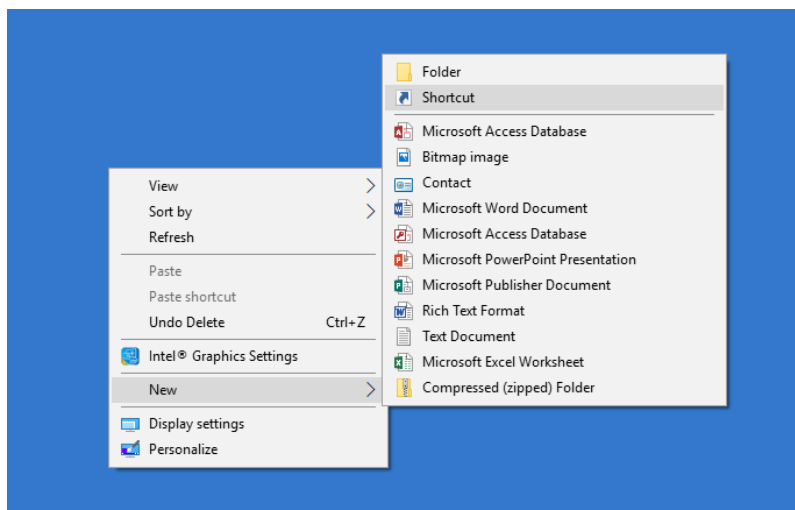 View
Sort by
Refresh
Paste
Paste shortcut
Undo Delete Ctrl+Z
Intel® Graphics Settings
New
Display settings
Personalize
Folder
Shortcut
Microsoft Access Database
Bitmap image
Contact
Microsoft Word Document
Microsoft Access Database
Microsoft PowerPoint Presentation
Microsoft Publisher Document
Rich Text Format
Text Document
Microsoft Excel Worksheet
Compressed (zipped) Folder